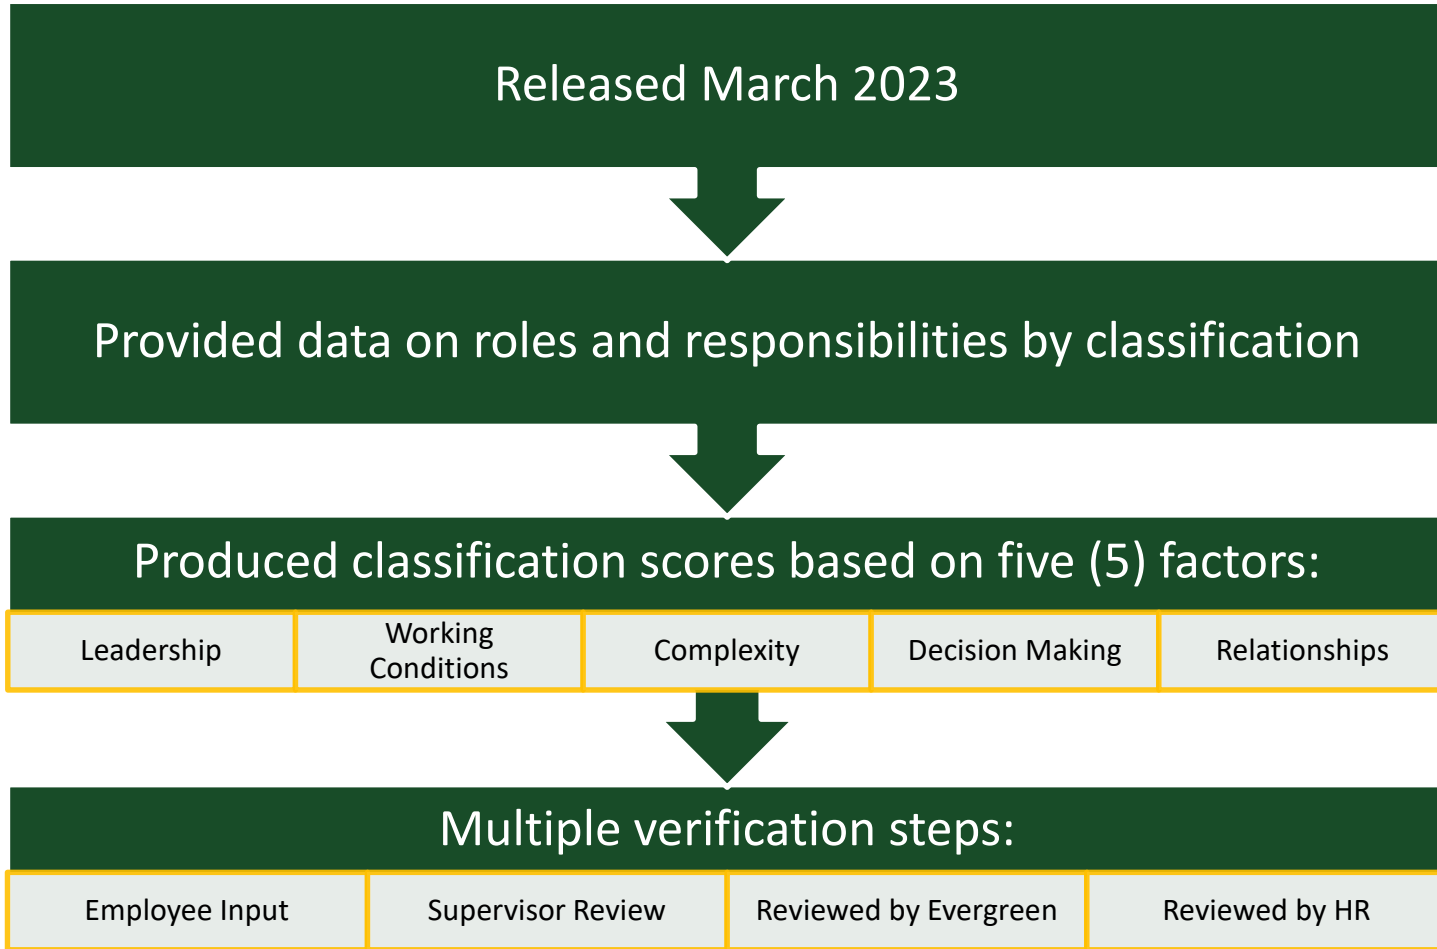 Released March 2023
Provided data on roles and responsibilities by classification
Produced classification scores based on five (5) factors:
Leadership
Working
Conditions
Complexity
Decision Making
Relationships
Multiple verification steps:
Employee Input
Supervisor Review
Reviewed by Evergreen
Reviewed by HR